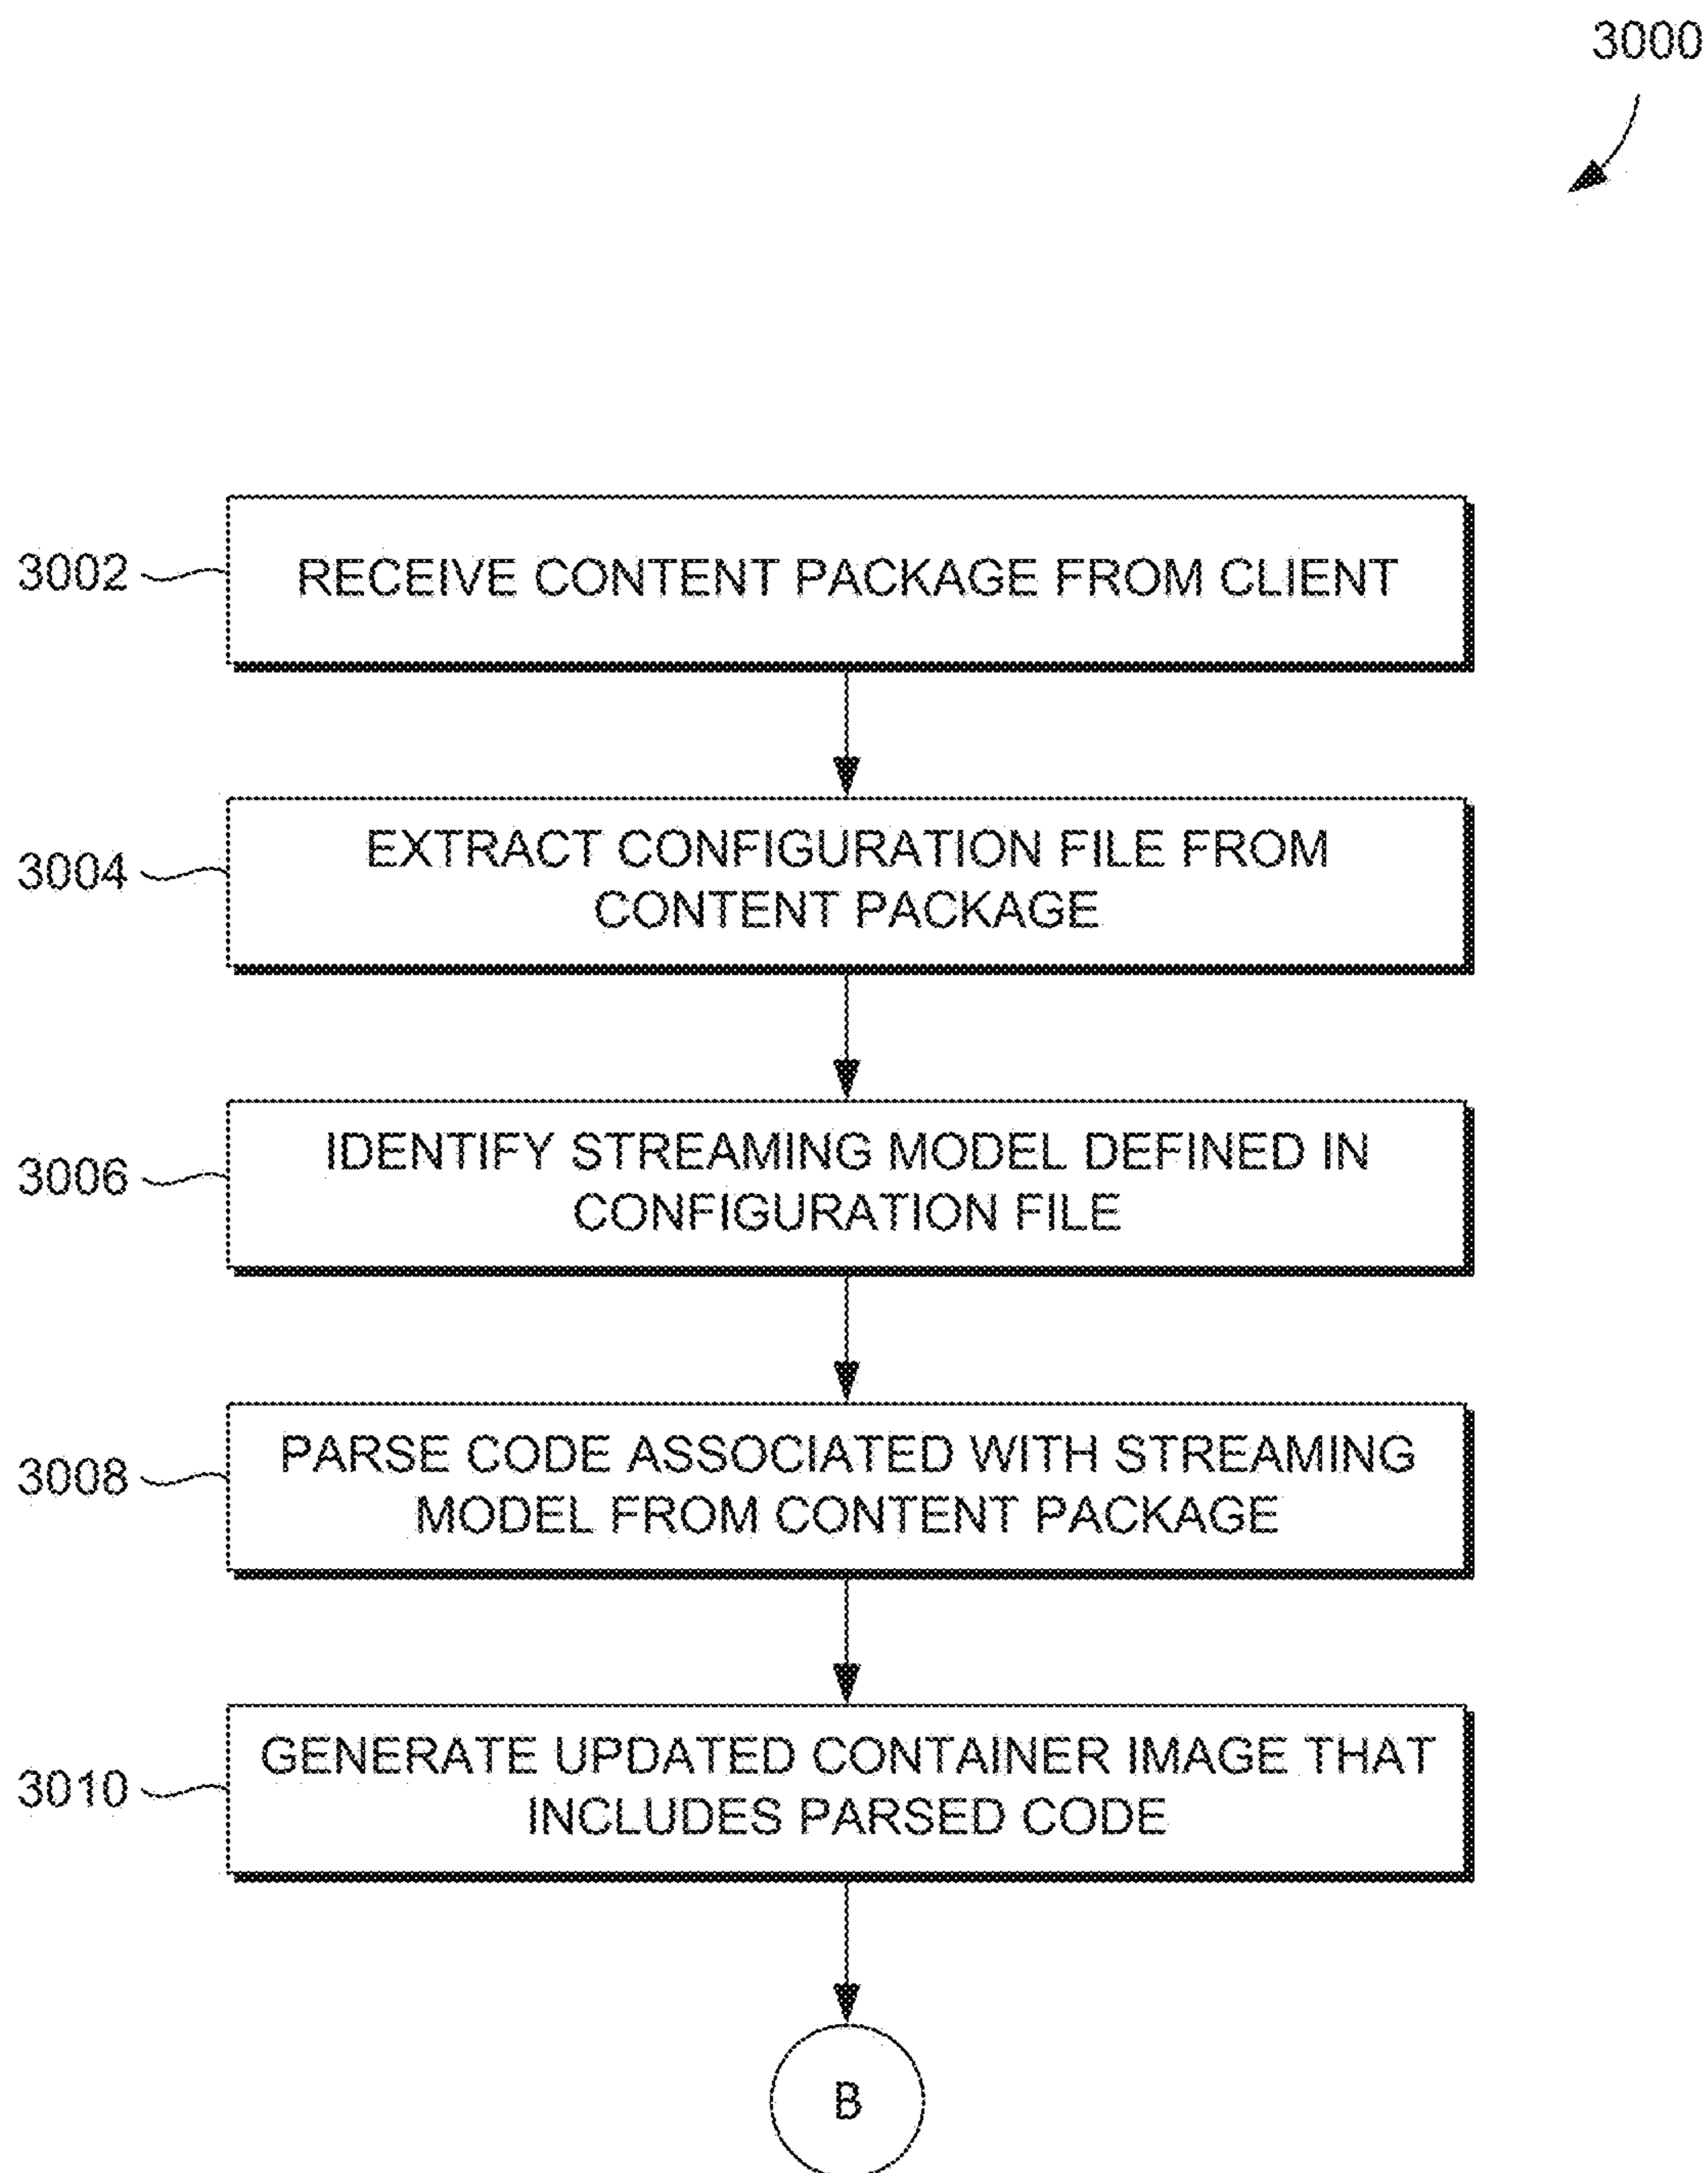 3000
3002
RECEIVE CONTENT PACKAGE FROM CLIENT
3004
EXTRACT CONFIGURATION FILE FROM
CONTENT PACKAGE
3006
IDENTIFY STREAMING MODEL DEFINED IN
CONFIGURATION FILE
3008
PARSE CODE ASSOCIATED WITH STREAMING
MODEL FROM CONTENT PACKAGE
3010
GENERATE UPDATED CONTAINER IMAGE THAT
INCLUDES PARSED CODE
B